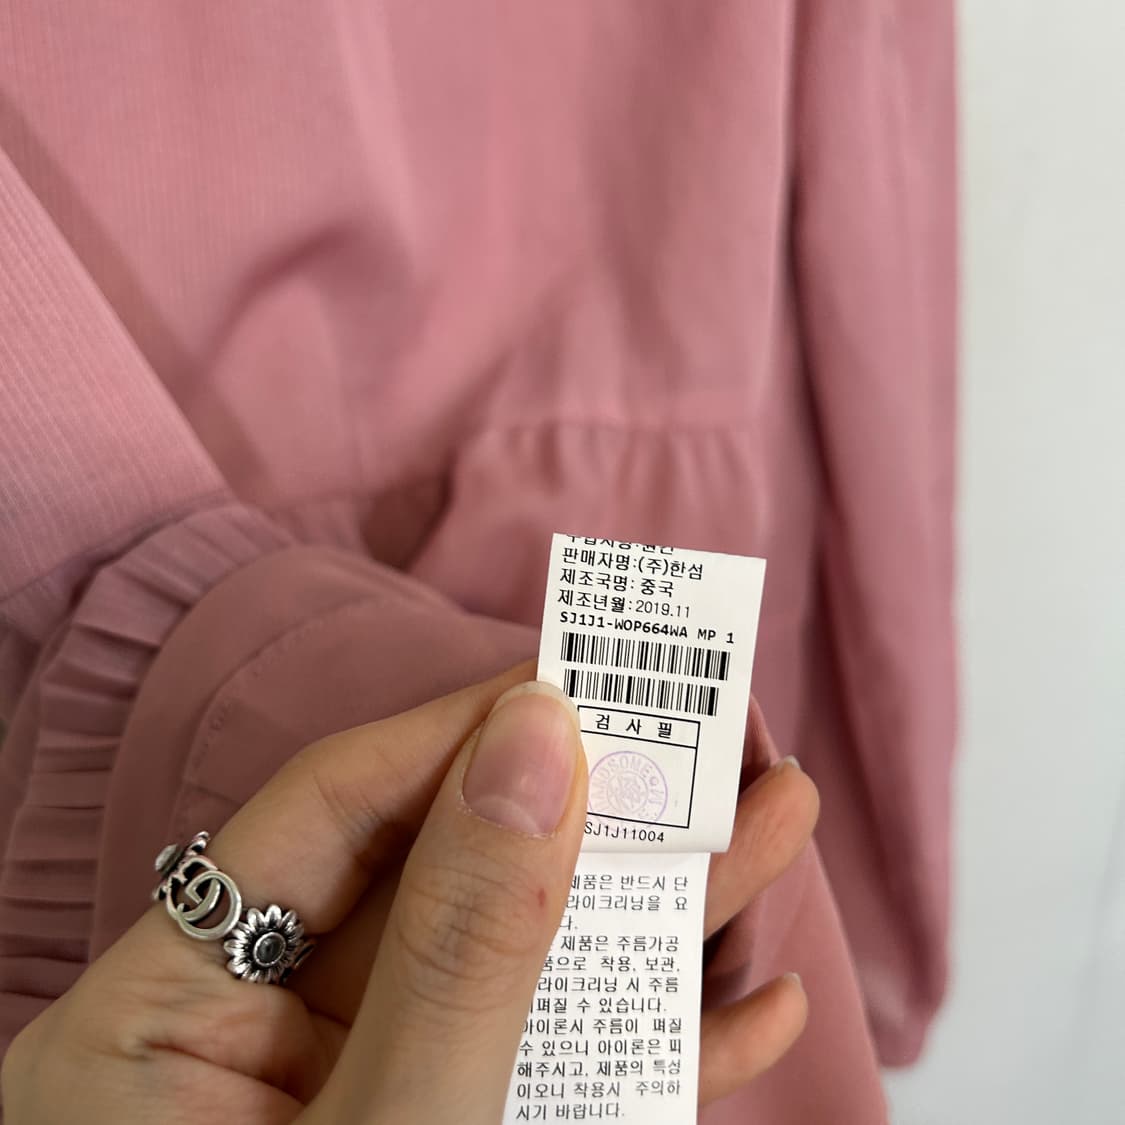 판매자명:(주)한섬
제조국명: 중국
제조년월:2019.11
SJ1J1-WOP664WA MP 1
검 사 필
HANDSOME
SJ1J11004
제품은 반드시 단
라이크리닝을 요
다.
제품은 주름가공
품으로 착용, 보관,
라이크리닝 시 주름
펴질 수 있습니다.
아이론시 주름이 펴질
수 있으니 아이론은 피
해주시고, 제품의 특성
이오니 착용시 주의하
시기 바랍니다.